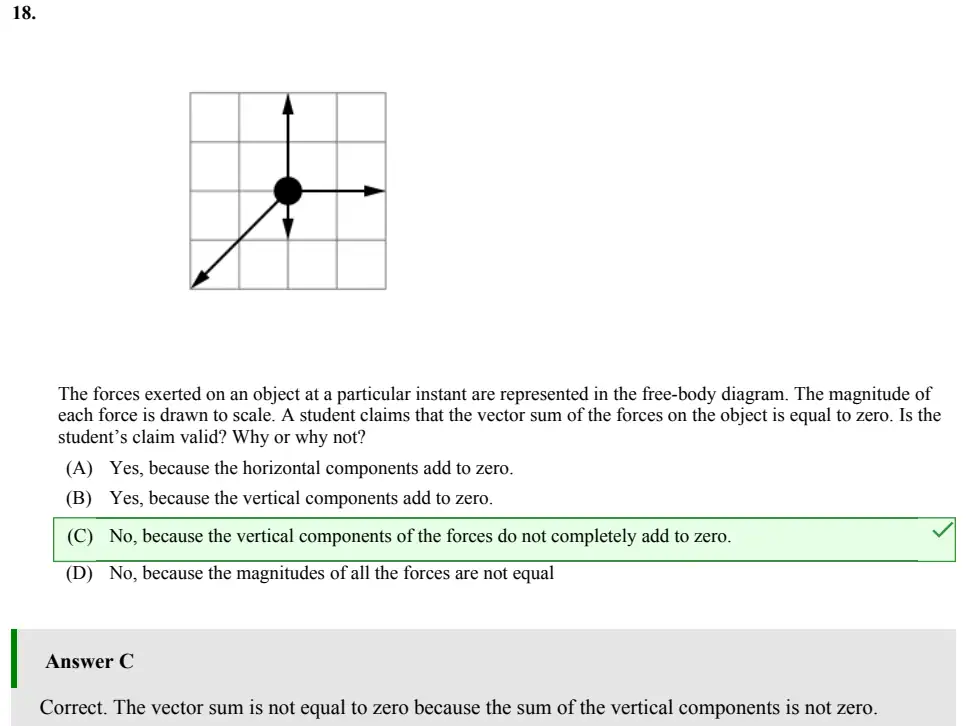 18.
The forces exerted on an object at a particular instant are represented in the free-body diagram. The magnitude of
each force is drawn to scale. A student claims that the vector sum of the forces on the object is equal to zero. Is the
student’s claim valid? Why or why not?
(A) Yes, because the horizontal components add to zero.
(B) Yes, because the vertical components add to zero.
(C) No, because the vertical components of the forces do not completely add to zero.
(D) No, because the magnitudes of all the forces are not equal
Answer C
Correct. The vector sum is not equal to zero because the sum of the vertical components is not zero.